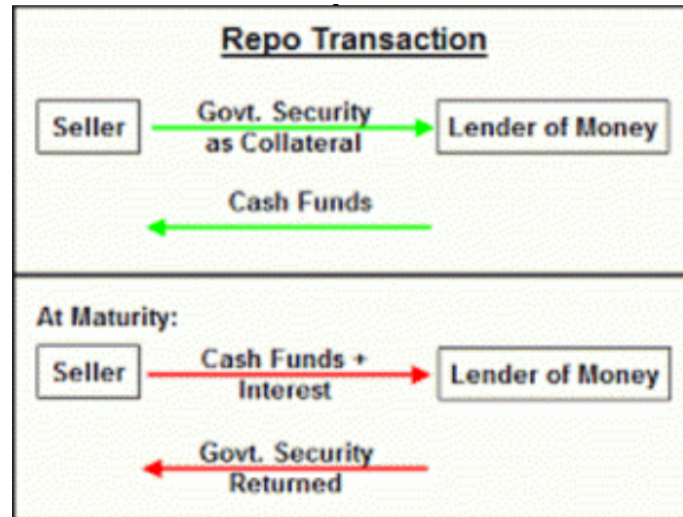 Repo Transaction
Seller
Govt. Security
as Collateral
Lender of Money
Cash Funds
At Maturity:
Seller
Cash Funds +
Interest
Lender of Money
Govt. Security
Returned